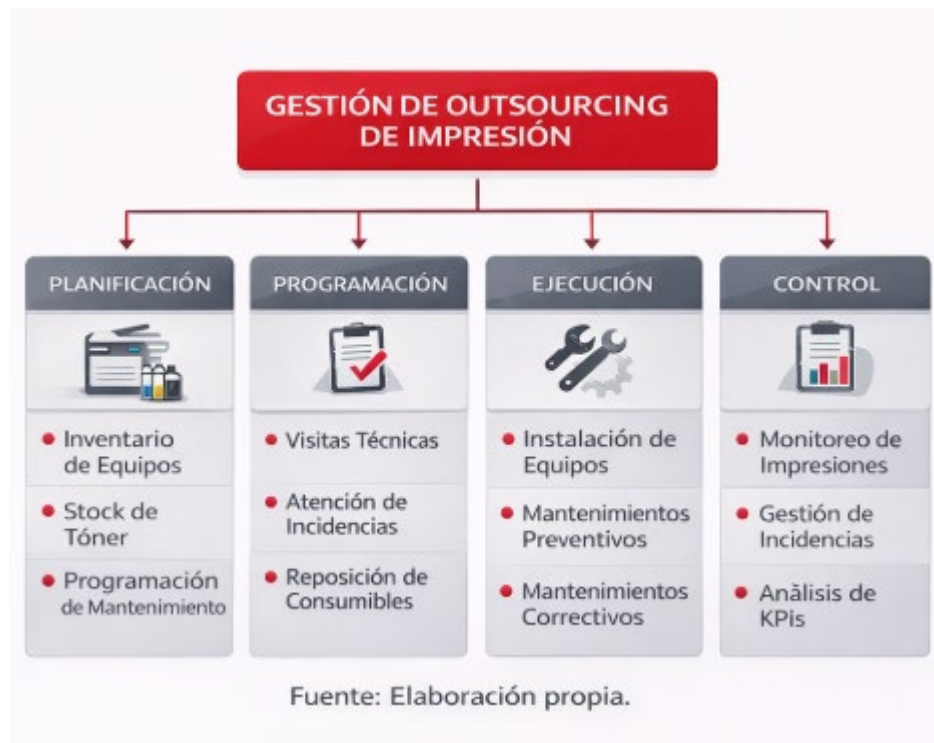 GESTIÓN DE OUTSOURCING
DE IMPRESIÓN
PLANIFICACIÓN
Inventario
de Equipos
Stock de
Tóner
Programación
de Mantenimiento
PROGRAMACIÓN
Visitas Técnicas
Atención de
Incidencias
Reposición de
Consumibles
EJECUCIÓN
Instalación de
Equipos
Mantenimientos
Preventivos
Mantenimientos
Correctivos
CONTROL
Monitoreo de
Impresiones
Gestión de
Incidencias
Anàlisis de
KPis
Fuente: Elaboración propia.